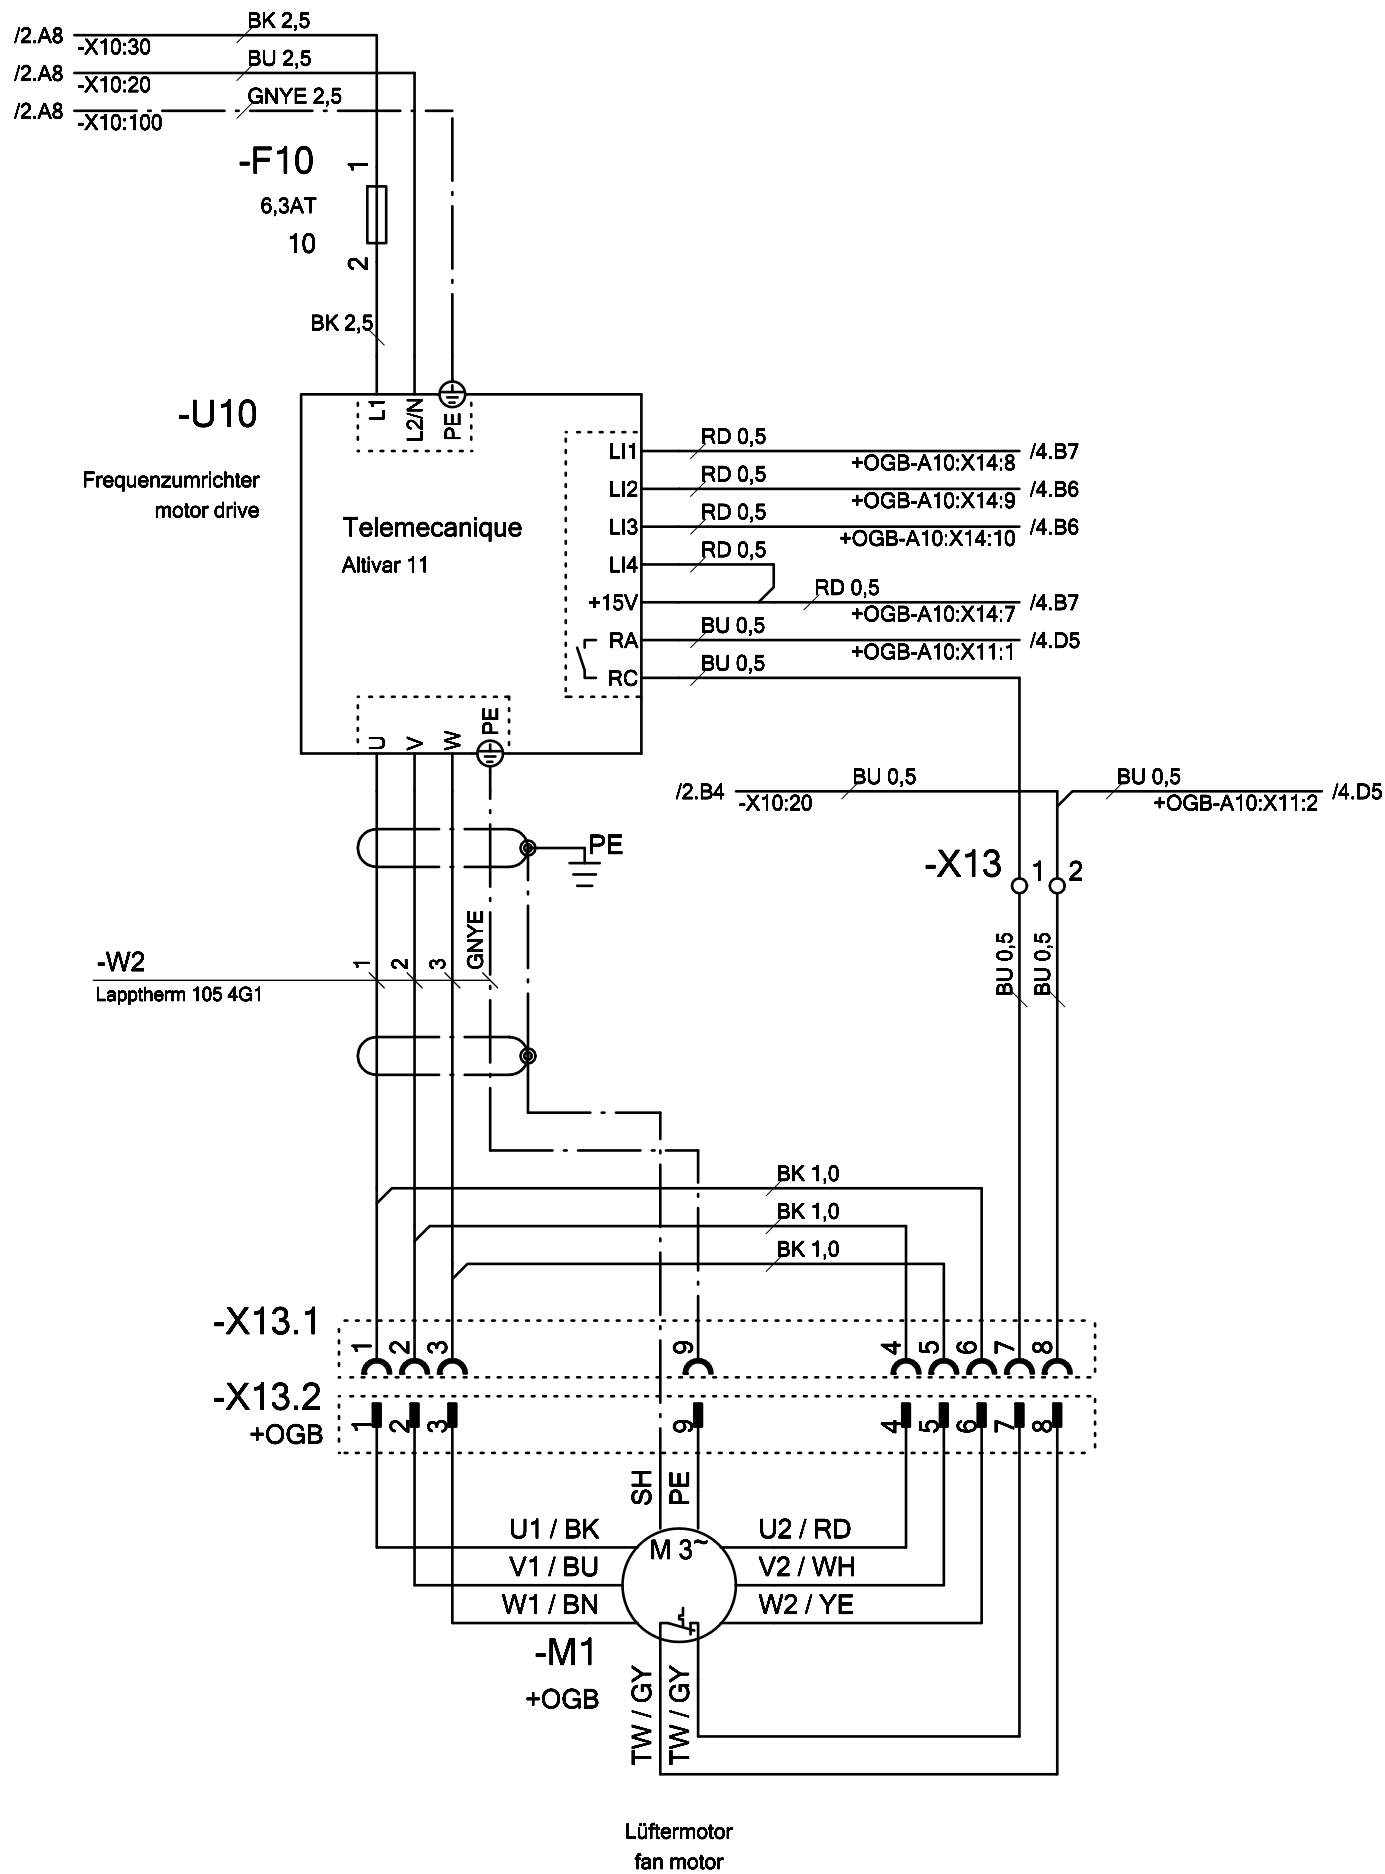 /2.A8
BK 2,5
-X10:30
/2.A8
BU 2,5
-X10:20
/2.A8
GNYE 2,5
-X10:100
-F10
1
6,3AT
10
2
BK 2,5
-U10
L1
L2/N
PE
Frequenzumrichter
motor drive
Telemecanique
Altivar 11
LI1
RD 0,5
+OGB-A10:X14:8
/4.B7
LI2
RD 0,5
+OGB-A10:X14:9
/4.B6
LI3
RD 0,5
+OGB-A10:X14:10
/4.B6
LI4
RD 0,5
+15V
RD 0,5
+OGB-A10:X14:7
/4.B7
RA
BU 0,5
+OGB-A10:X11:1
/4.D5
RC
BU 0,5
U
V
W
PE
/2.B4
BU 0,5
-X10:20
BU 0,5
+OGB-A10:X11:2
/4.D5
PE
-X13
1
2
-W2
Lapptherm 105 4G1
1
2
3
GNYE
BU 0,5
BU 0,5
BK 1,0
BK 1,0
BK 1,0
-X13.1
1
2
3
9
4
5
6
7
8
-X13.2
+OGB
1
2
3
9
4
5
6
7
8
SH
PE
U1 / BK
V1 / BU
W1 / BN
M 3~
U2 / RD
V2 / WH
W2 / YE
-M1
+OGB
TW / GY
TW / GY
Lüftermotor
fan motor